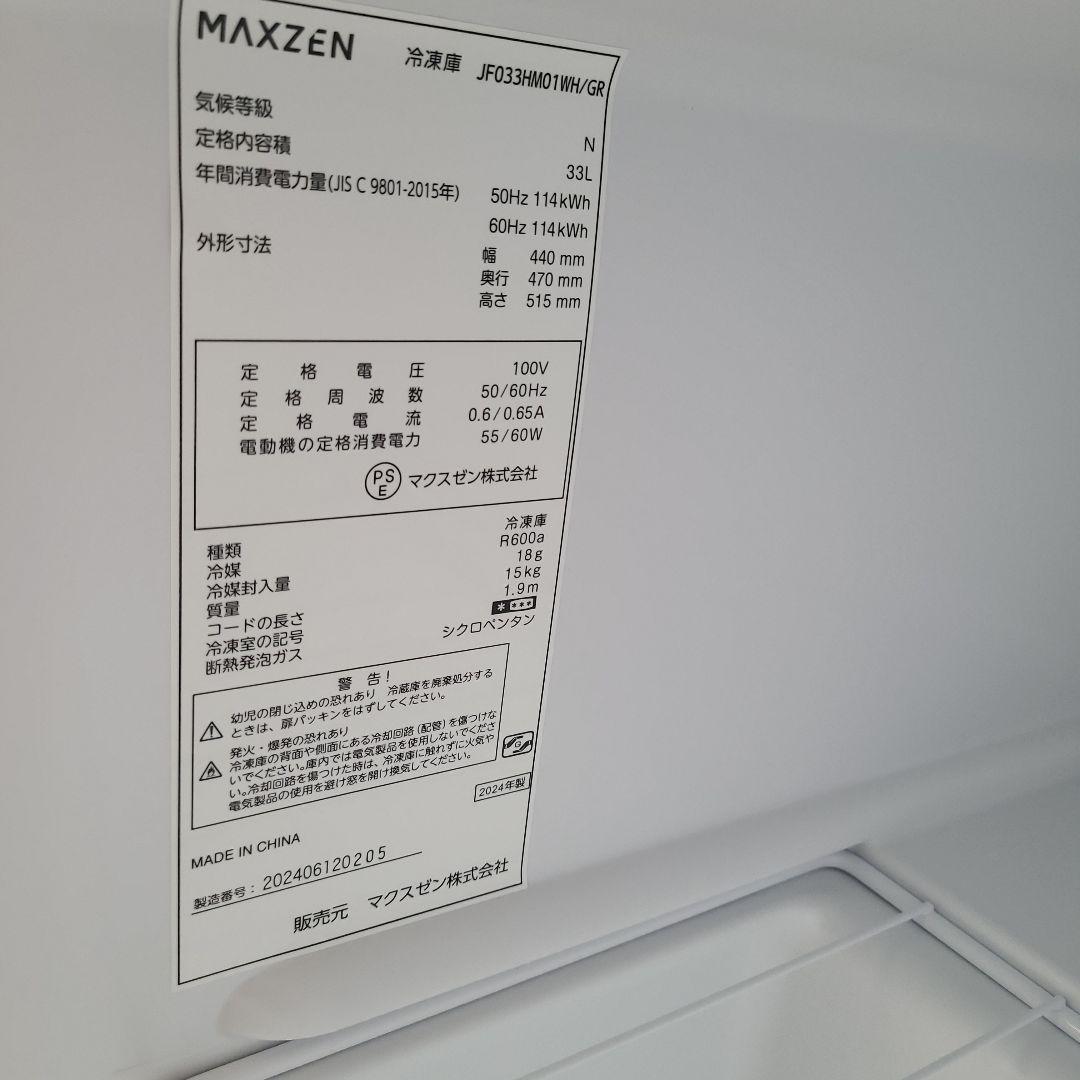 MAXZEN 冷凍庫 JF033HM01WH/GR
気候等級 N
定格内容積 33L
年間消費電力量(JIS C 9801-2015年) 50Hz 114kWh
60Hz 114kWh
外形寸法 幅 440 mm
奥行 470 mm
高さ 515 mm
定格電圧 100V
定格周波数 50/60Hz
定格電流 0.6/0.65A
電動機の定格消費電力 55/60W
PSE マクスゼン株式会社
種類 冷凍庫
冷媒 R600a
冷媒封入量 18g
質量 15kg
コードの長さ 1.9m
冷凍室の記号 * ***
断熱発泡ガス シクロペンタン
警告!
幼児の閉じ込めの恐れあり 冷蔵庫を廃棄処分する
ときは、扉パッキンをはずしてください。
発火・爆発の恐れあり
冷凍庫の背面や側面にある冷却回路(配管)を傷つけな
いでください。庫内では電気製品を使用しないでくださ
い。冷却回路を傷つけた時は、冷凍庫に触れずに火気や
電気製品の使用を避け窓を開け換気してください。
G
2024年製
MADE IN CHINA
製造番号: 202406120205
販売元 マクスゼン株式会社